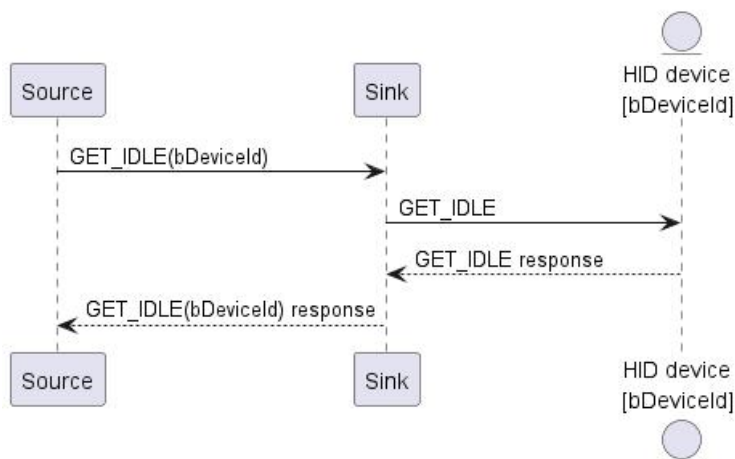 HID device
[bDeviceId]
Source
Sink
GET_IDLE(bDeviceId)
GET_IDLE
GET_IDLE response
GET_IDLE(bDeviceId) response
Source
Sink
HID device
[bDeviceId]